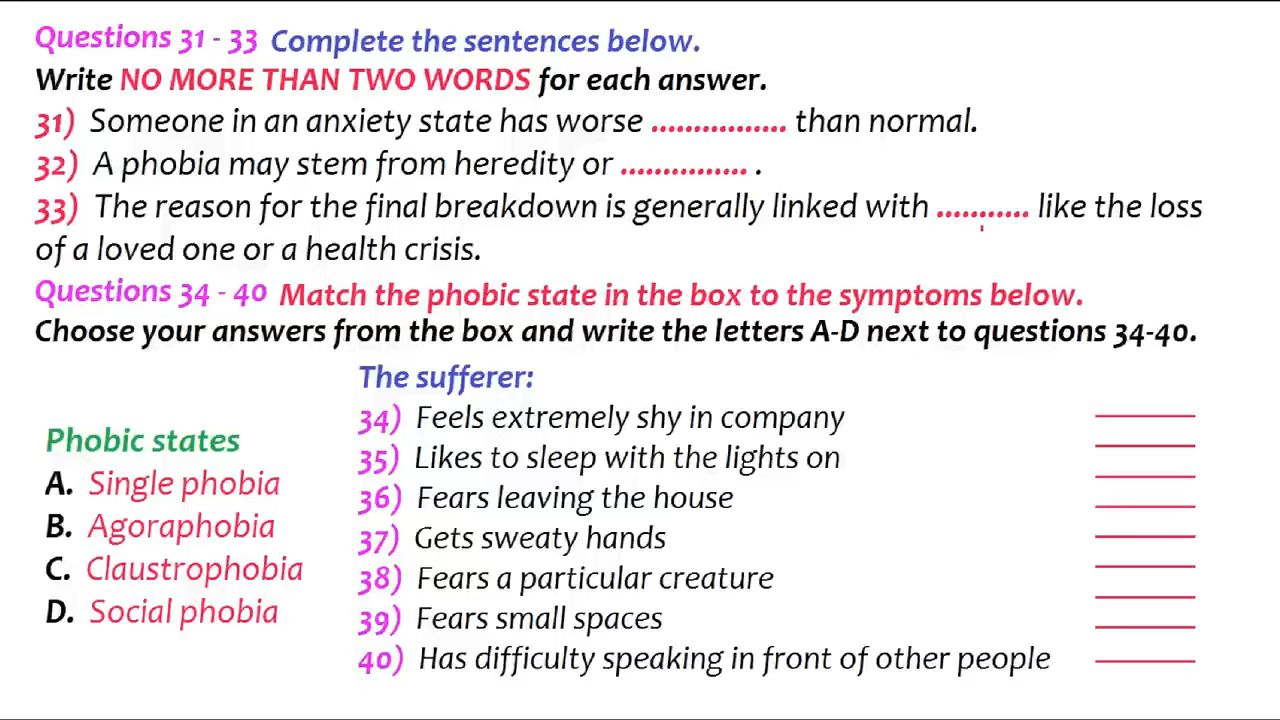 Questions 31 - 33 Complete the sentences below.
Write NO MORE THAN TWO WORDS for each answer.
31) Someone in an anxiety state has worse ................ than normal.
32) A phobia may stem from heredity or ............... .
33) The reason for the final breakdown is generally linked with ........... like the loss
of a loved one or a health crisis.
Questions 34 - 40 Match the phobic state in the box to the symptoms below.
Choose your answers from the box and write the letters A-D next to questions 34-40.
Phobic states
A. Single phobia
B. Agoraphobia
C. Claustrophobia
D. Social phobia
The sufferer:
34) Feels extremely shy in company
35) Likes to sleep with the lights on
36) Fears leaving the house
37) Gets sweaty hands
38) Fears a particular creature
39) Fears small spaces
40) Has difficulty speaking in front of other people